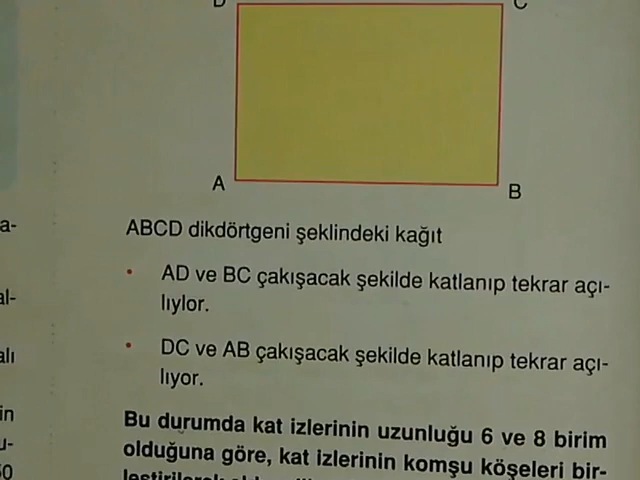 D C
A B
a-
ABCD dikdörtgeni şeklindeki kağıt
AD ve BC çakışacak şekilde katlanıp tekrar açı-
al-
lıylor.
alı
DC ve AB çakışacak şekilde katlanıp tekrar açı-
lıyor.
in
Bu durumda kat izlerinin uzunluğu 6 ve 8 birim
u-
olduğuna göre, kat izlerinin komşu köşeleri bir-